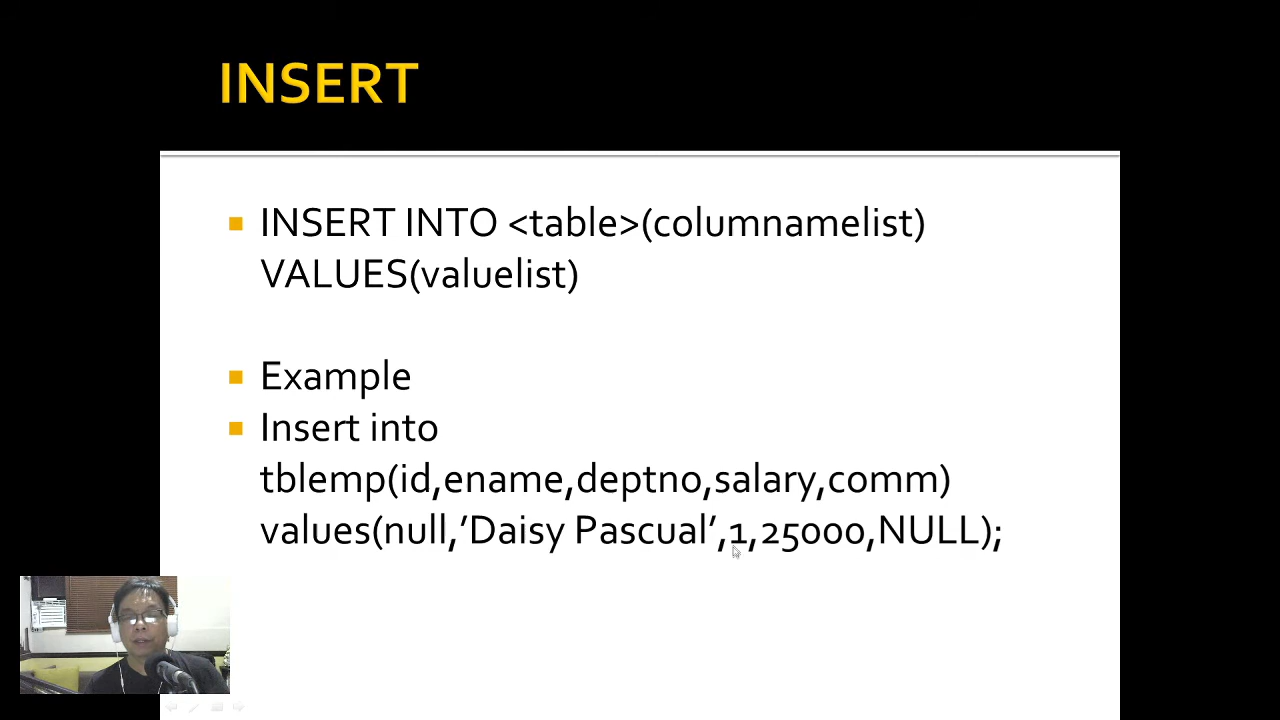 INSERT
INSERT INTO <table>(columnamelist)
VALUES(valuelist)
Example
Insert into
tblemp(id,ename,deptno,salary,comm)
values(null,’Daisy Pascual’,1,25000,NULL);